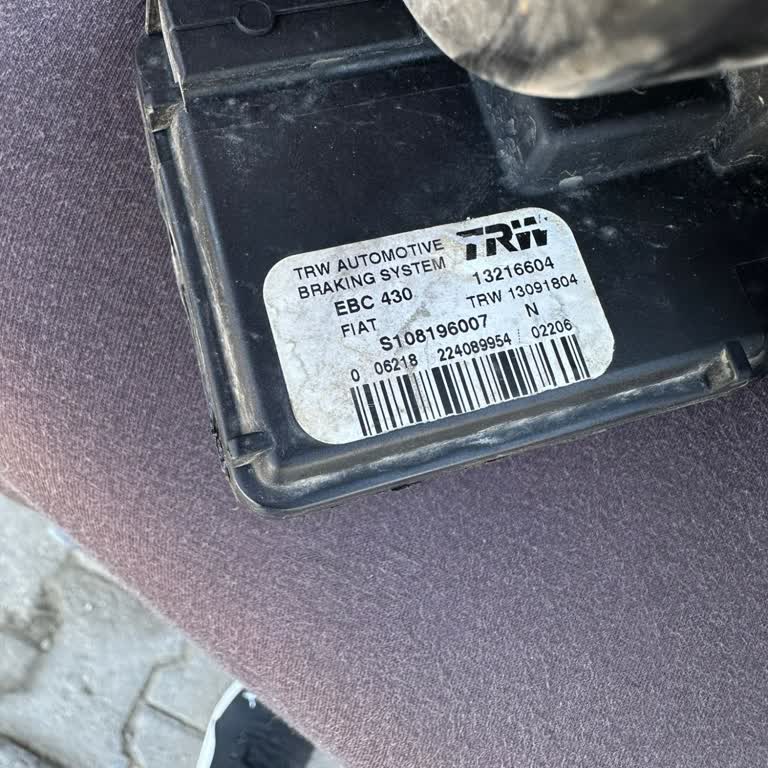 TRW AUTOMOTIVE TRW
BRAKING SYSTEM
EBC 430 13216604
FIAT TRW 13091804
S108196007 N
0 06218 224089954 02206